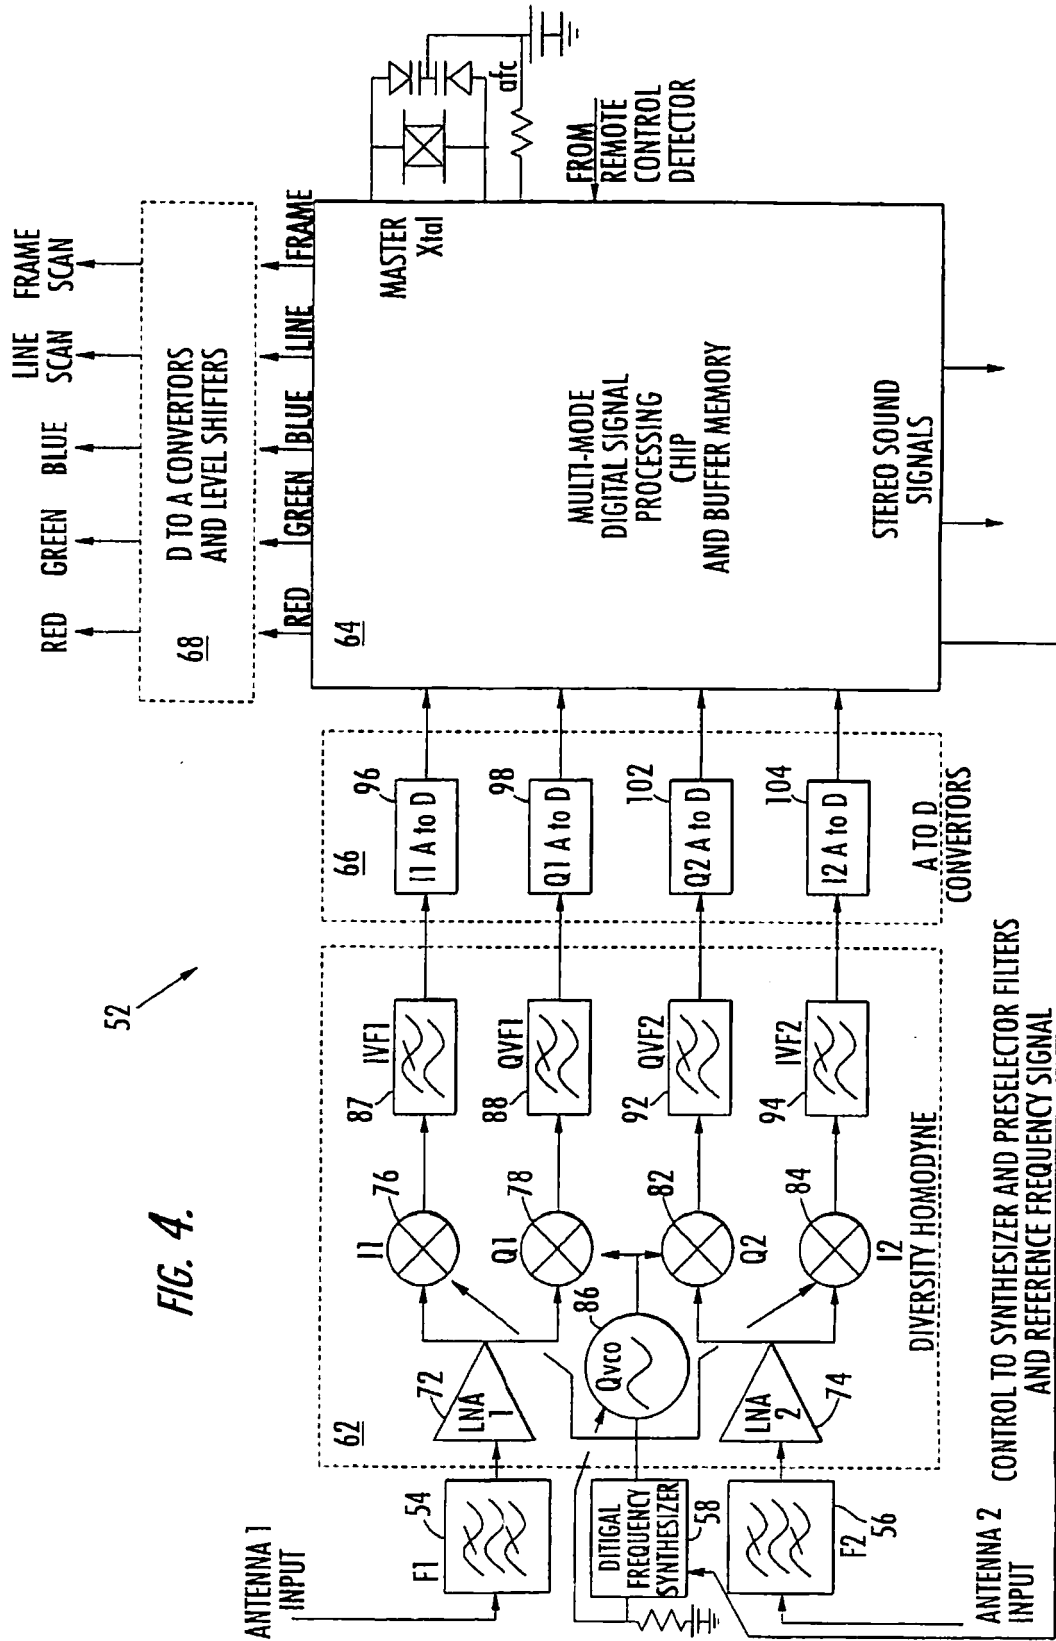 FIG. 4.
52
ANTENNA 1
INPUT
F1
54
62
LNA
1
72
I1
76
Q1
78
Qvco
86
82
Q2
84
I2
LNA
2
74
DITIGAL
FREQUENCY
SYNTHESIZER
58
F2
56
ANTENNA 2
INPUT
87
IVF1
88
QVF1
92
QVF2
94
IVF2
DIVERSITY HOMODYNE
66
96
I1 A to D
98
Q1 A to D
102
Q2 A to D
104
I2 A to D
A TO D
CONVERTORS
CONTROL TO SYNTHESIZER AND PRESELECTOR FILTERS
AND REFERENCE FREQUENCY SIGNAL
RED
GREEN
BLUE
LINE
SCAN
FRAME
SCAN
68
D TO A CONVERTORS
AND LEVEL SHIFTERS
RED
GREEN
BLUE
LINE
FRAME
64
MASTER
Xtal
MULTI-MODE
DIGITAL SIGNAL
PROCESSING
CHIP
AND BUFFER MEMORY
STEREO SOUND
SIGNALS
afc
FROM
REMOTE
CONTROL
DETECTOR